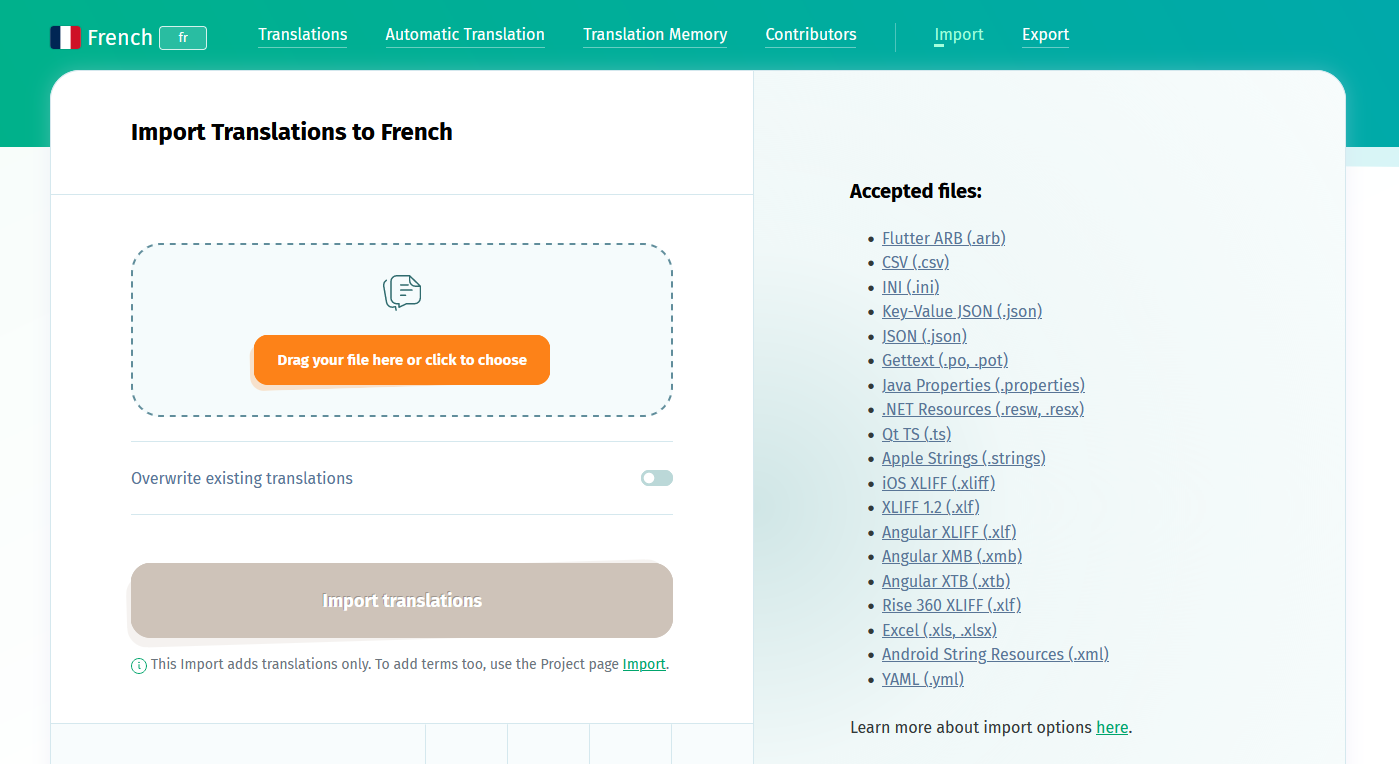 French fr Translations Automatic Translation Translation Memory Contributors Import Export
Import Translations to French
Drag your file here or click to choose
Overwrite existing translations
Import translations
This Import adds translations only. To add terms too, use the Project page Import.
Accepted files:
Flutter ARB (.arb)
CSV (.csv)
INI (.ini)
Key-Value JSON (.json)
JSON (.json)
Gettext (.po, .pot)
Java Properties (.properties)
.NET Resources (.resw, .resx)
Qt TS (.ts)
Apple Strings (.strings)
iOS XLIFF (.xliff)
XLIFF 1.2 (.xlf)
Angular XLIFF (.xlf)
Angular XMB (.xmb)
Angular XTB (.xtb)
Rise 360 XLIFF (.xlf)
Excel (.xls, .xlsx)
Android String Resources (.xml)
YAML (.yml)
Learn more about import options here.